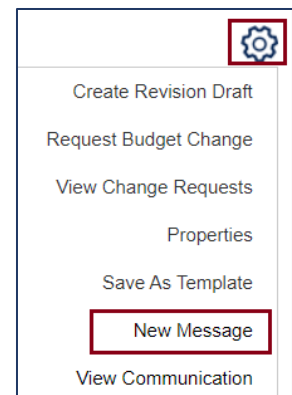 Create Revision Draft
Request Budget Change
View Change Requests
Properties
Save As Template
New Message
View Communication